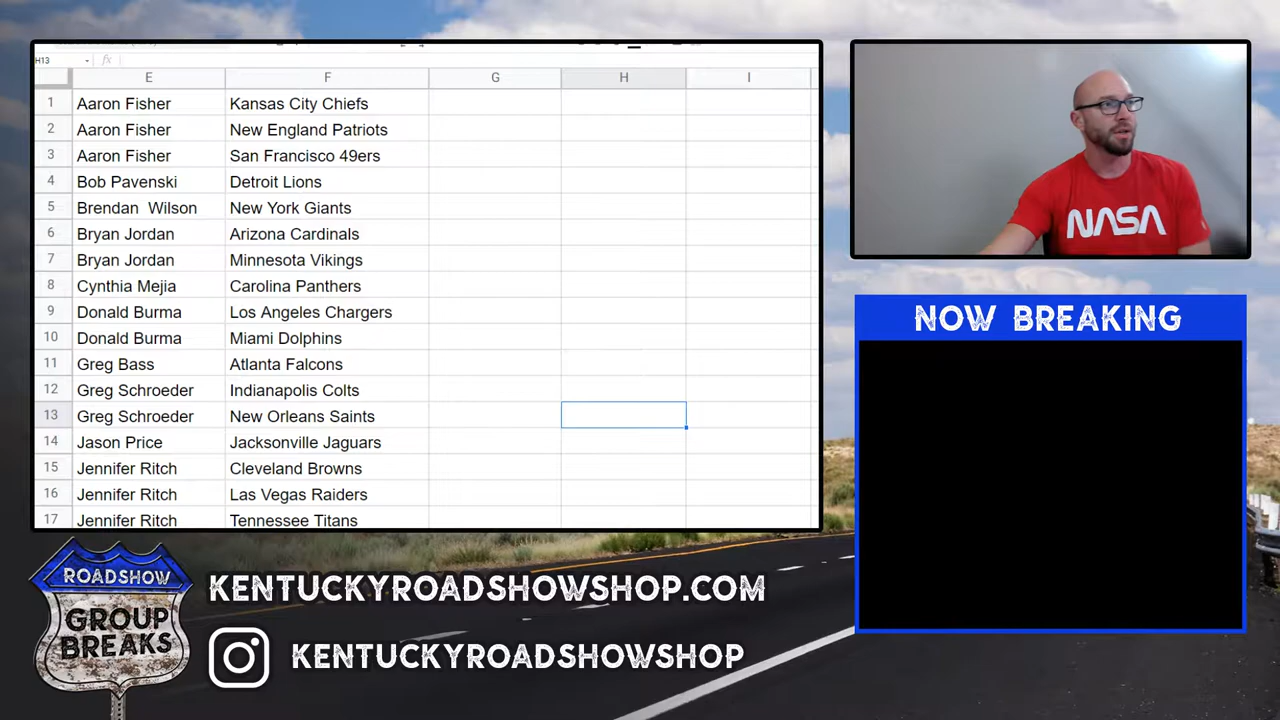 H13
fx
E F G H I
1 Aaron Fisher Kansas City Chiefs
2 Aaron Fisher New England Patriots
3 Aaron Fisher San Francisco 49ers
4 Bob Pavenski Detroit Lions
5 Brendan Wilson New York Giants
6 Bryan Jordan Arizona Cardinals
7 Bryan Jordan Minnesota Vikings
8 Cynthia Mejia Carolina Panthers
9 Donald Burma Los Angeles Chargers
10 Donald Burma Miami Dolphins
11 Greg Bass Atlanta Falcons
12 Greg Schroeder Indianapolis Colts
13 Greg Schroeder New Orleans Saints
14 Jason Price Jacksonville Jaguars
15 Jennifer Ritch Cleveland Browns
16 Jennifer Ritch Las Vegas Raiders
17 Jennifer Ritch Tennessee Titans
NASA
NOW BREAKING
ROADSHOW
GROUP
BREAKS
KENTUCKYROADSHOWSHOP.COM
KENTUCKYROADSHOWSHOP